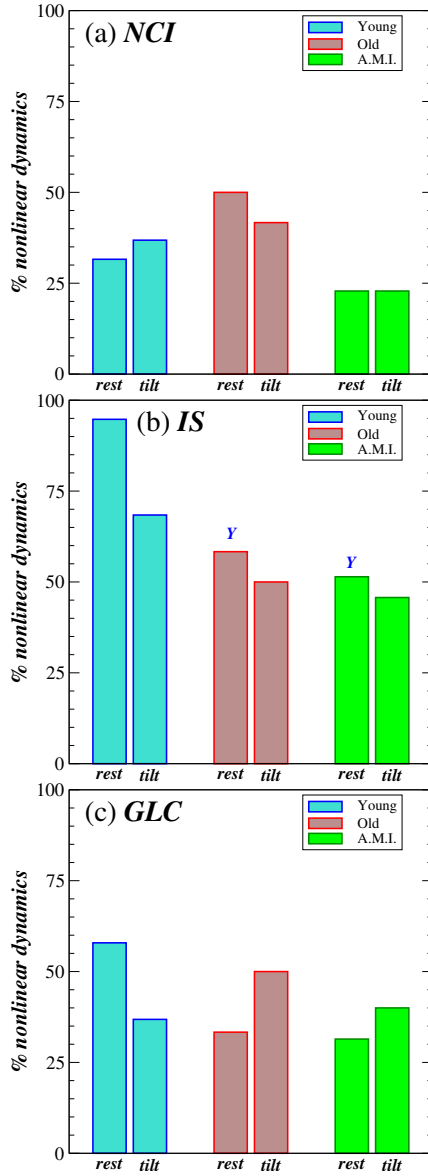 100
(a) NCI
Young
Old
A.M.I.
75
50
25
0
% nonlinear dynamics
rest tilt rest tilt rest tilt
100
(b) IS
Young
Old
A.M.I.
75
Y
Y
50
25
0
% nonlinear dynamics
rest tilt rest tilt rest tilt
100
(c) GLC
Young
Old
A.M.I.
75
50
25
0
% nonlinear dynamics
rest tilt rest tilt rest tilt